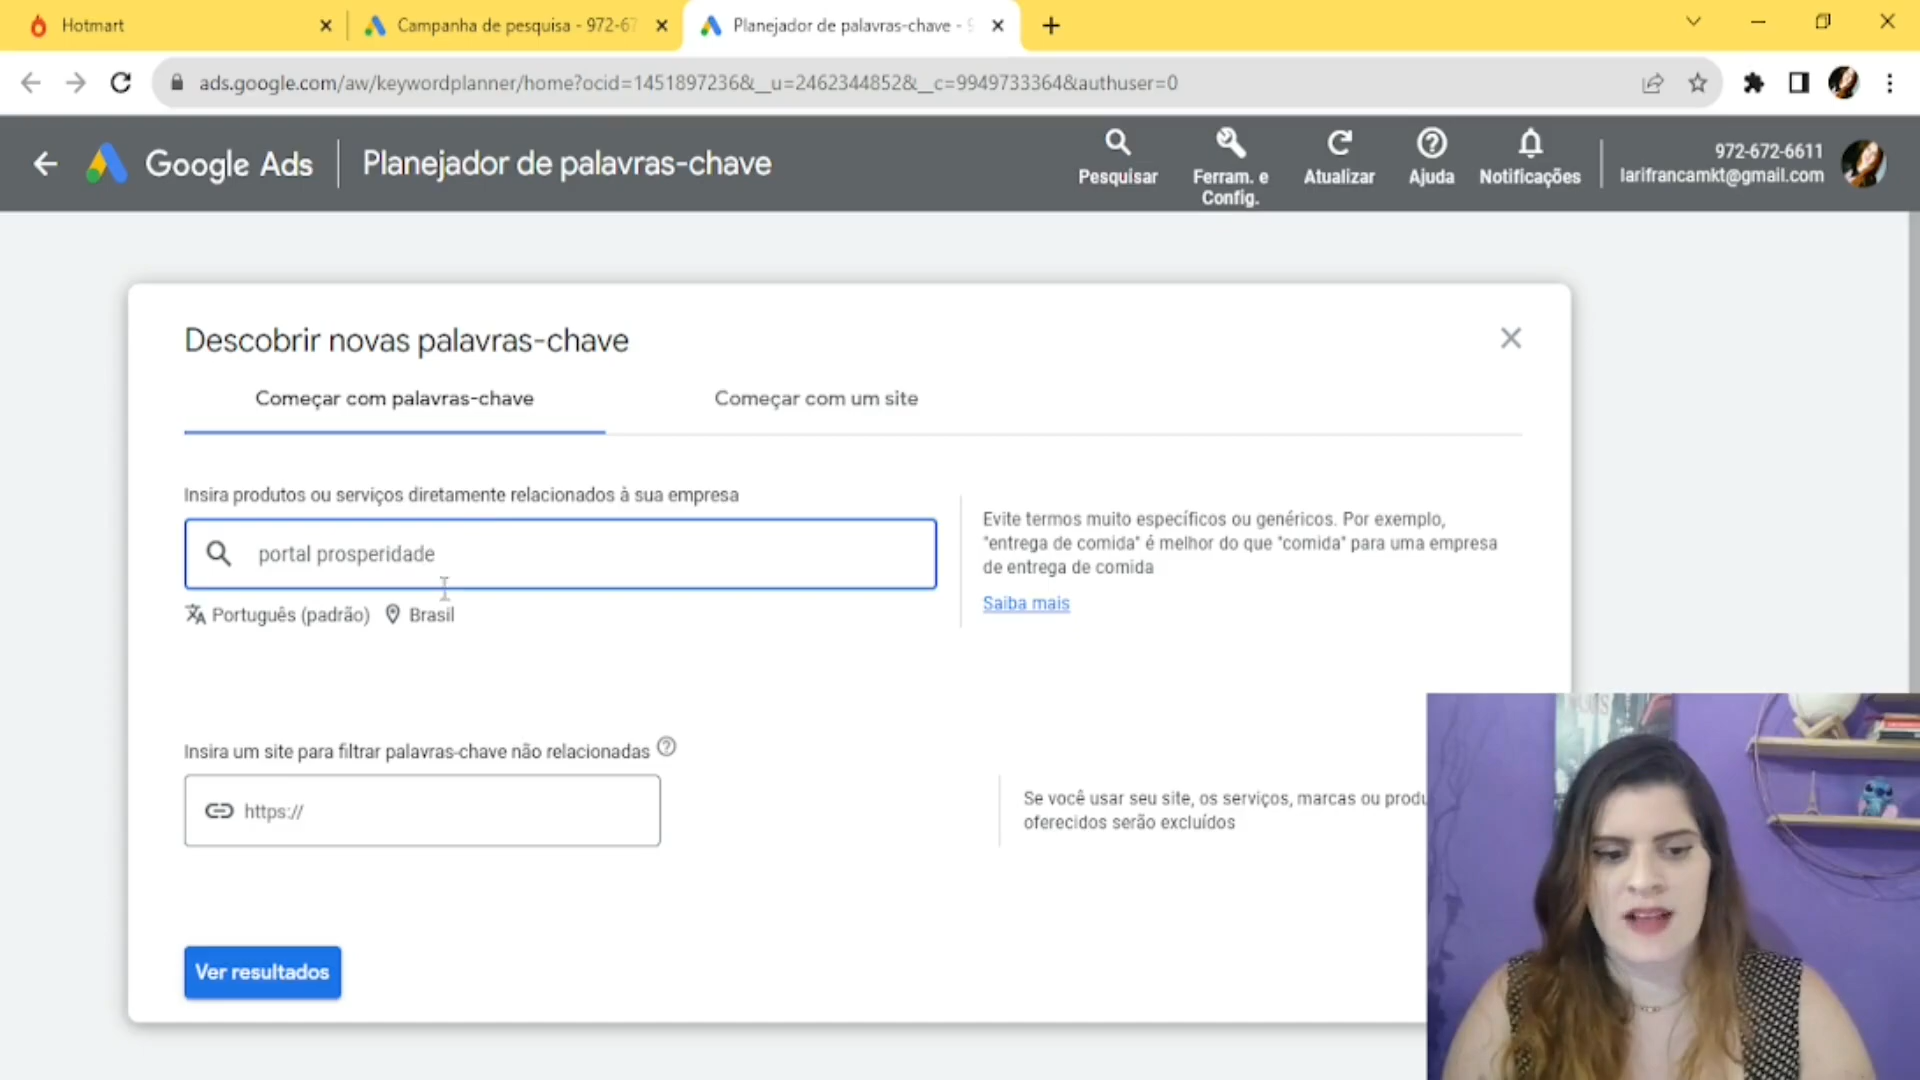 Hotmart
Campanha de pesquisa - 972-67
Planejador de palavras-chave - 9
ads.google.com/aw/keywordplanner/home?ocid=1451897236&__u=2462344852&__c=9949733364&authuser=0
Google Ads
Planejador de palavras-chave
Pesquisar
Ferram. e
Config.
Atualizar
Ajuda
Notificações
972-672-6611
larifrancamkt@gmail.com
Descobrir novas palavras-chave
Começar com palavras-chave
Começar com um site
Insira produtos ou serviços diretamente relacionados à sua empresa
portal prosperidade
Português (padrão)
Brasil
Evite termos muito específicos ou genéricos. Por exemplo,
"entrega de comida" é melhor do que "comida" para uma empresa
de entrega de comida
Saiba mais
Insira um site para filtrar palavras-chave não relacionadas
https://
Se você usar seu site, os serviços, marcas ou produ
oferecidos serão excluídos
Ver resultados